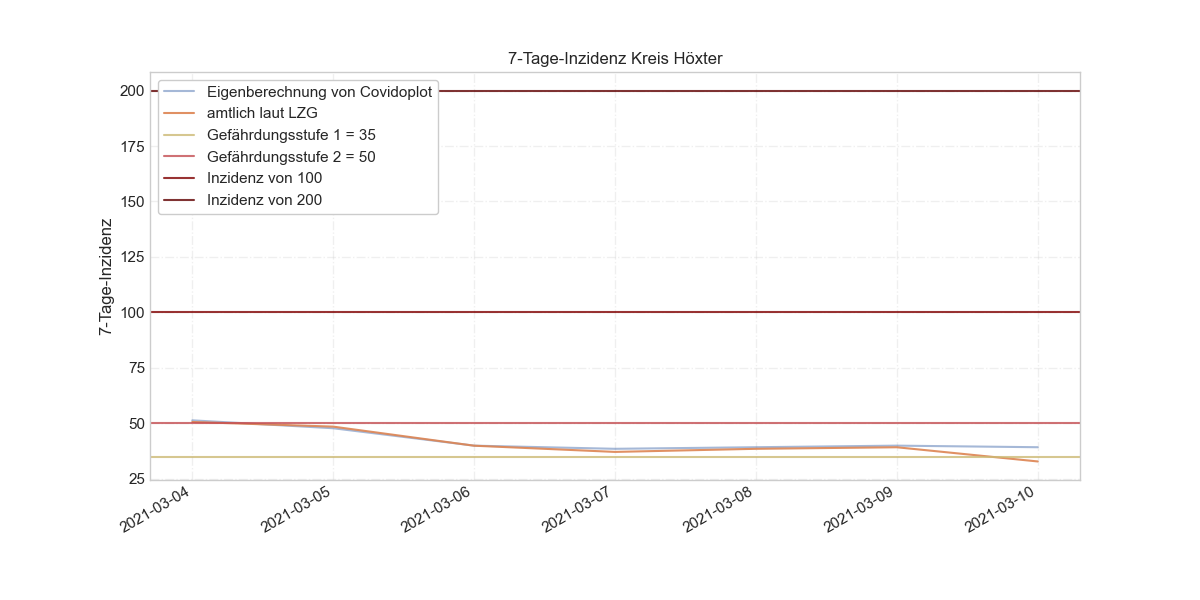 7-Tage-Inzidenz Kreis Höxter
Eigenberechnung von Covidoplot
amtlich laut LZG
Gefährdungsstufe 1 = 35
Gefährdungsstufe 2 = 50
Inzidenz von 100
Inzidenz von 200
7-Tage-Inzidenz
200
175
150
125
100
75
50
25
2021-03-04
2021-03-05
2021-03-06
2021-03-07
2021-03-08
2021-03-09
2021-03-10